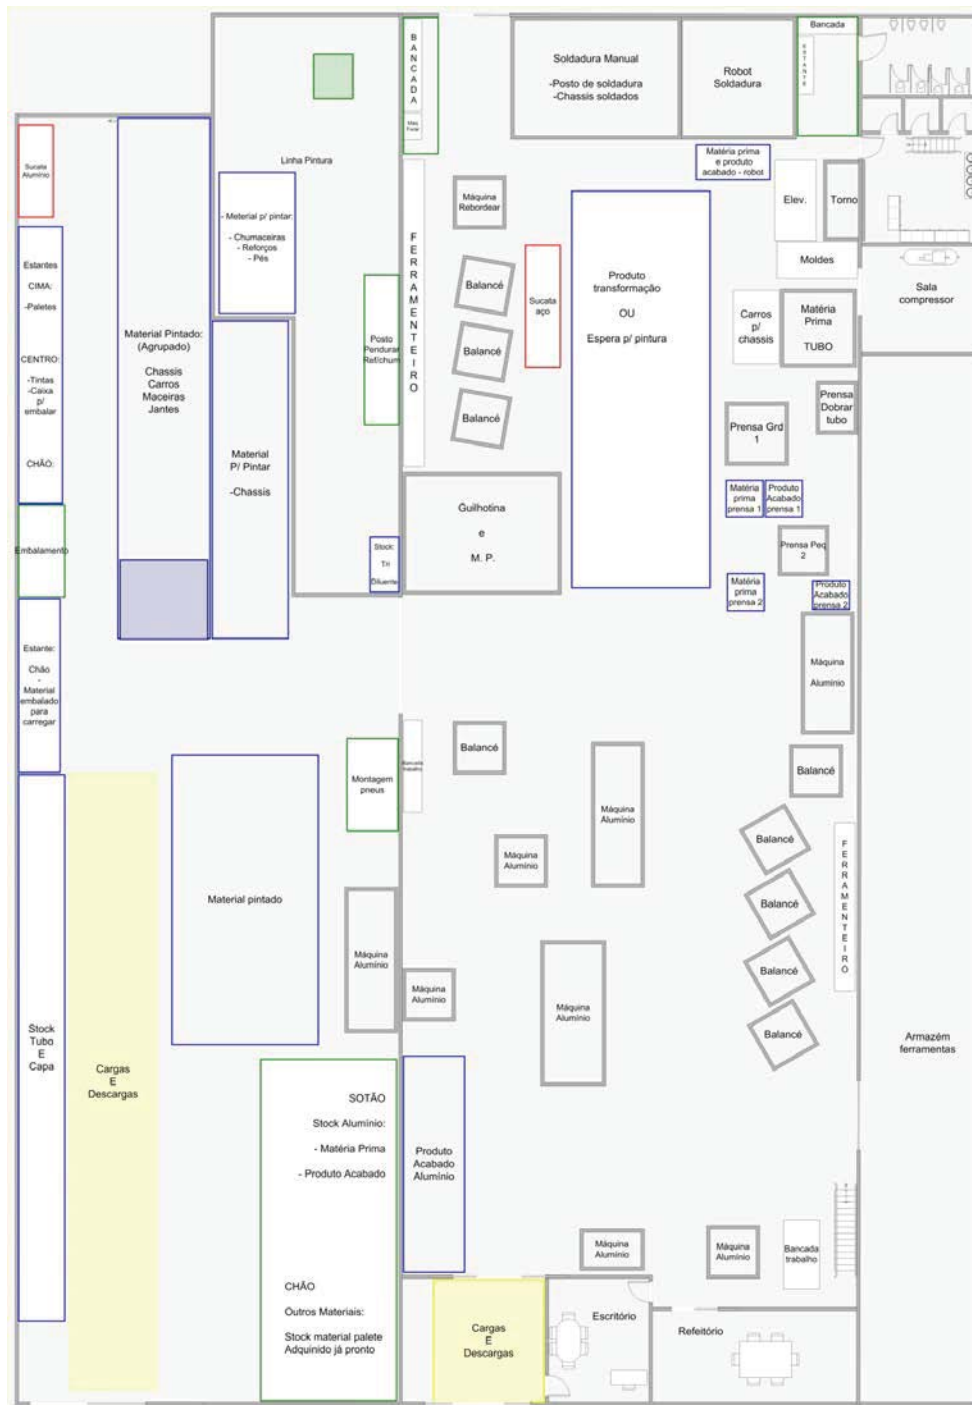 B
A
N
C
A
D
A
Soldadura Manual
-Posto de soldadura
-Chassis soldados
Robot
Soldadura
Bancada
E
S
T
A
N
T
E
Sucata
Alumínio
Linha Pintura
- Meterial p/ pintar:
- Chumaceiras
- Reforços
- Pés
Matéria prima
e produto
acabado - robot
Máquina
Rebordear
Elev.
Torno
Moldes
Sala
compressor
Estantes
CIMA:
-Paletes
CENTRO:
-Tintas
-Caixa
p/
embalar
CHÃO:
Material Pintado:
(Agrupado)
Chassis
Carros
Maceiras
Jantes
Material
P/ Pintar
-Chassis
Posto
Pendurar
F
E
R
R
A
M
E
N
T
E
I
R
O
Balancé
Balancé
Balancé
Sucata
aço
Produto
transformação
OU
Espera p/ pintura
Carros
p/
chassis
Matéria
Prima
TUBO
Prensa
Dobrar
tubo
Prensa Grd
1
Matéria
prima
prensa 1
Produto
Acabado
prensa 1
Guilhotina
e
M. P.
Stock:
Tri
Diluente
Prensa Peq
2
Matéria
prima
prensa 2
Produto
Acabado
prensa 2
Embalamento
Estante:
Chão
-
Material
embalado
para
carregar
Máquina
Alumínio
Balancé
Montagem
pneus
Bancada
trabalho
Balancé
Máquina
Alumínio
Máquina
Alumínio
Balancé
Balancé
Balancé
Balancé
F
E
R
R
A
M
E
N
T
E
I
R
O
Material pintado
Máquina
Alumínio
Máquina
Alumínio
Máquina
Alumínio
Stock
Tubo
E
Capa
Cargas
E
Descargas
Armazém
ferramentas
SOTÃO
Stock Alumínio:
- Matéria Prima
- Produto Acabado
CHÃO
Outros Materiais:
Stock material palete
Adquinido já pronto
Produto
Acabado
Alumínio
Máquina
Alumínio
Máquina
Alumínio
Bancada
trabalho
Cargas
E
Descargas
Escritório
Refeitório